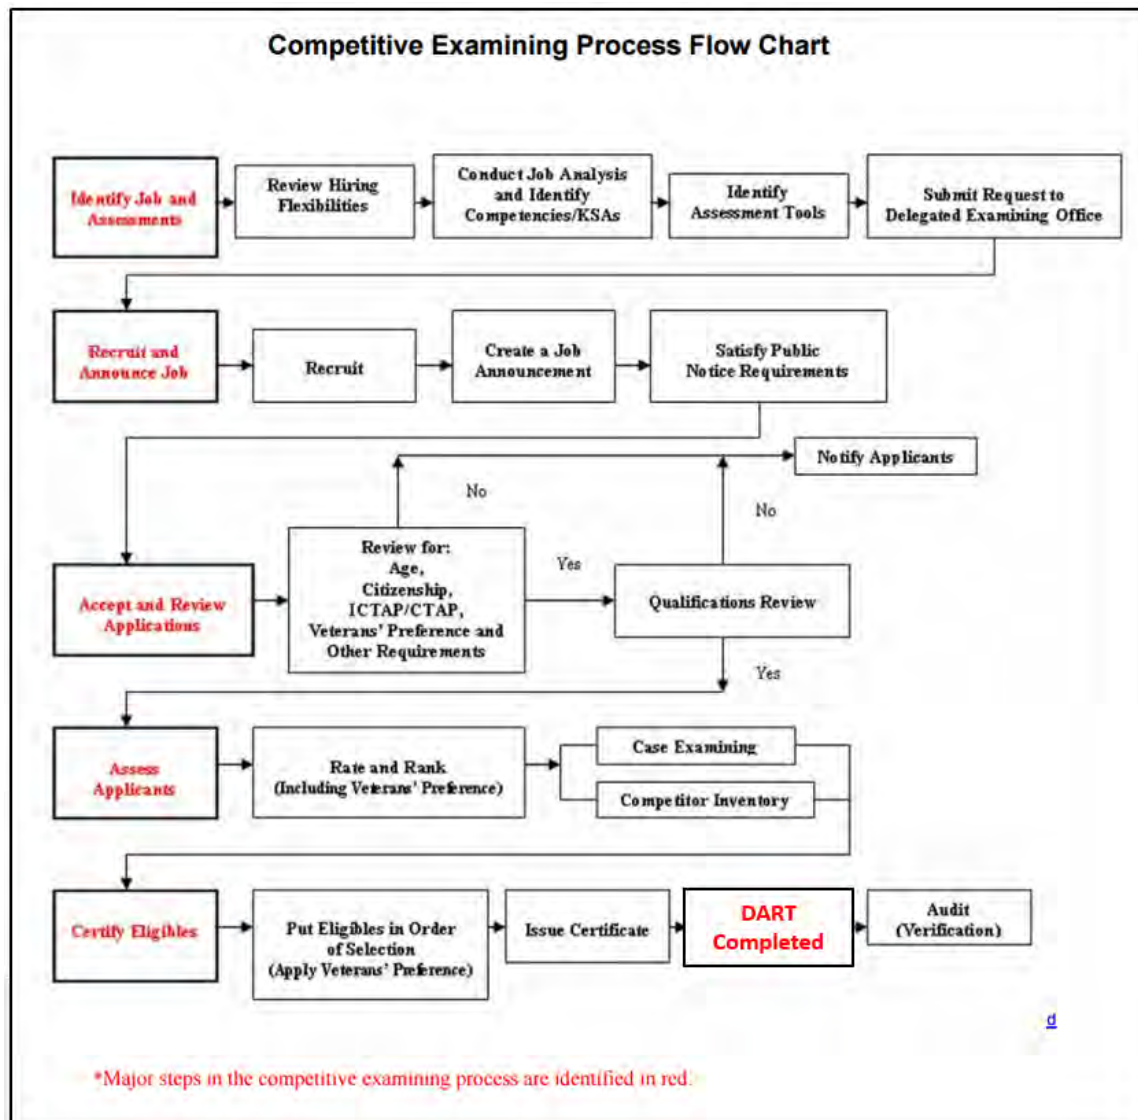 Competitive Examining Process Flow Chart
Identify Job and
Assessments
Review Hiring
Flexibilities
Conduct Job Analysis
and Identify
Competencies/KSAs
Identify
Assessment Tools
Submit Request to
Delegated Examining Office
Recruit and
Announce Job
Recruit
Create a Job
Announcement
Satisfy Public
Notice Requirements
Notify Applicants
No
No
Accept and Review
Applications
Review for:
Age,
Citizenship,
ICTAP/CTAP,
Veterans' Preference and
Other Requirements
Yes
Qualifications Review
Yes
Assess
Applicants
Rate and Rank
(Including Veterans' Preference)
Case Examining
Competitor Inventory
Certify Eligibles
Put Eligibles in Order
of Selection
(Apply Veterans' Preference)
Issue Certificate
DART
Completed
Audit
(Verification)
d
*Major steps in the competitive examining process are identified in red.